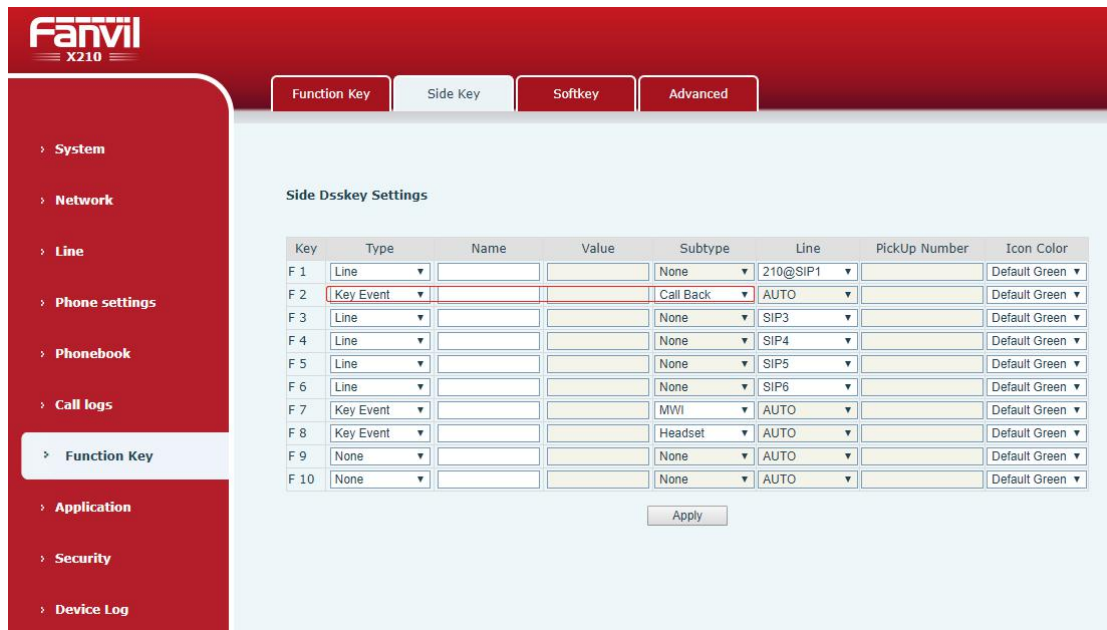 Fanvil
X210
Function Key Side Key Softkey Advanced
› System
› Network
› Line
› Phone settings
› Phonebook
› Call logs
› Function Key
› Application
› Security
› Device Log
Side Dsskey Settings
Key Type Name Value Subtype Line PickUp Number Icon Color
F 1 Line None 210@SIP1 Default Green
F 2 Key Event Call Back AUTO Default Green
F 3 Line None SIP3 Default Green
F 4 Line None SIP4 Default Green
F 5 Line None SIP5 Default Green
F 6 Line None SIP6 Default Green
F 7 Key Event MWI AUTO Default Green
F 8 Key Event Headset AUTO Default Green
F 9 None None AUTO Default Green
F 10 None None AUTO Default Green
Apply